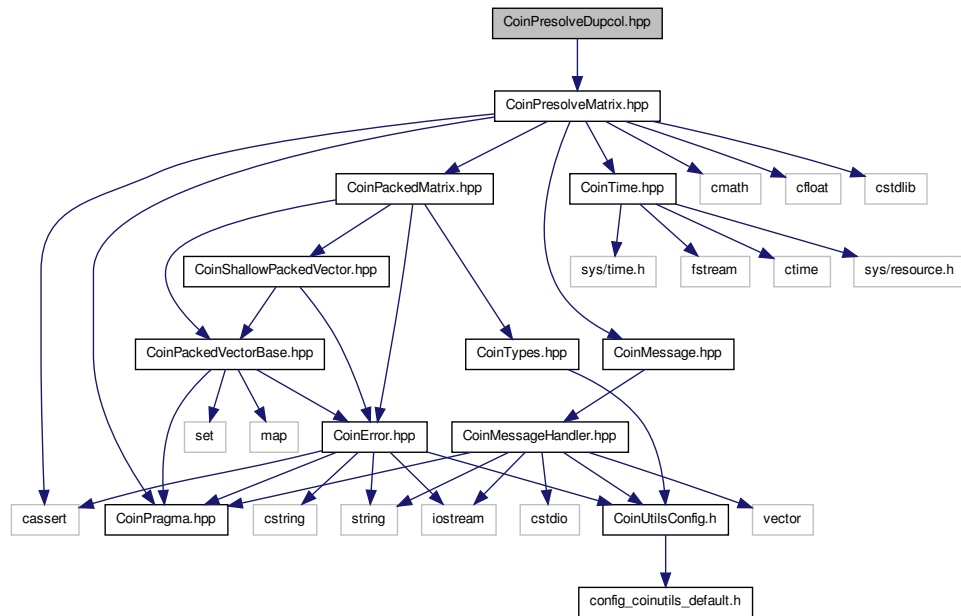 CoinPresolveDupcol.hpp
CoinPresolveMatrix.hpp
CoinPackedMatrix.hpp
CoinTime.hpp
cmath
cfloat
cstdlib
CoinShallowPackedVector.hpp
sys/time.h
fstream
ctime
sys/resource.h
CoinPackedVectorBase.hpp
CoinTypes.hpp
CoinMessage.hpp
set
map
CoinError.hpp
CoinMessageHandler.hpp
cassert
CoinPragma.hpp
cstring
string
iostream
cstdio
CoinUtilsConfig.h
vector
config_coinutils_default.h